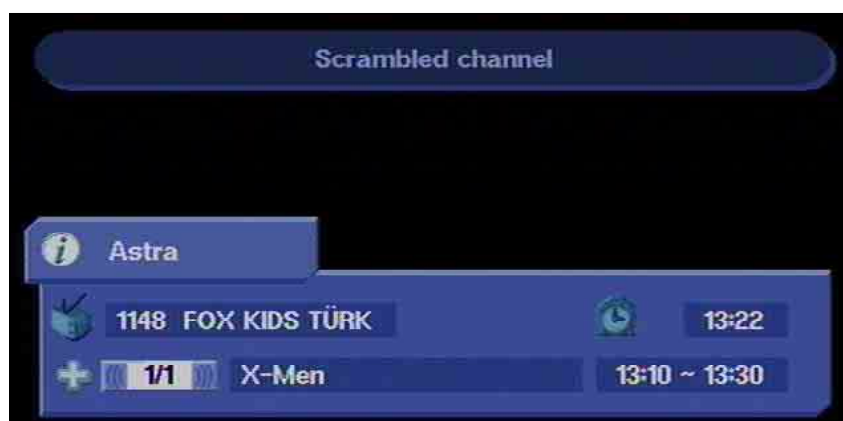 Scrambled channel
i Astra
1148 FOX KIDS TÜRK 13:22
1/1 X-Men 13:10 ~ 13:30